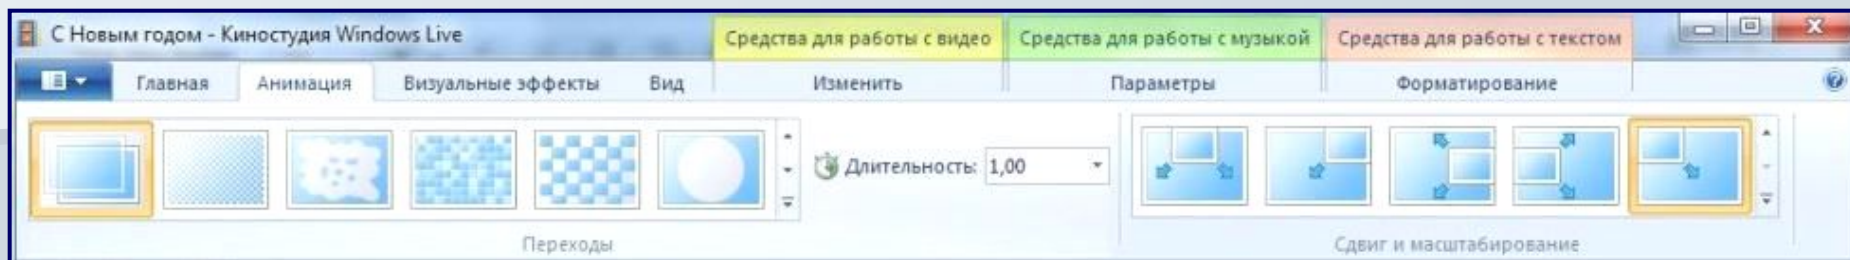 С Новым годом - Киностудия Windows Live
Средства для работы с видео
Средства для работы с музыкой
Средства для работы с текстом
Главная
Анимация
Визуальные эффекты
Вид
Изменить
Параметры
Форматирование
Длительность: 1,00
Переходы
Сдвиг и масштабирование